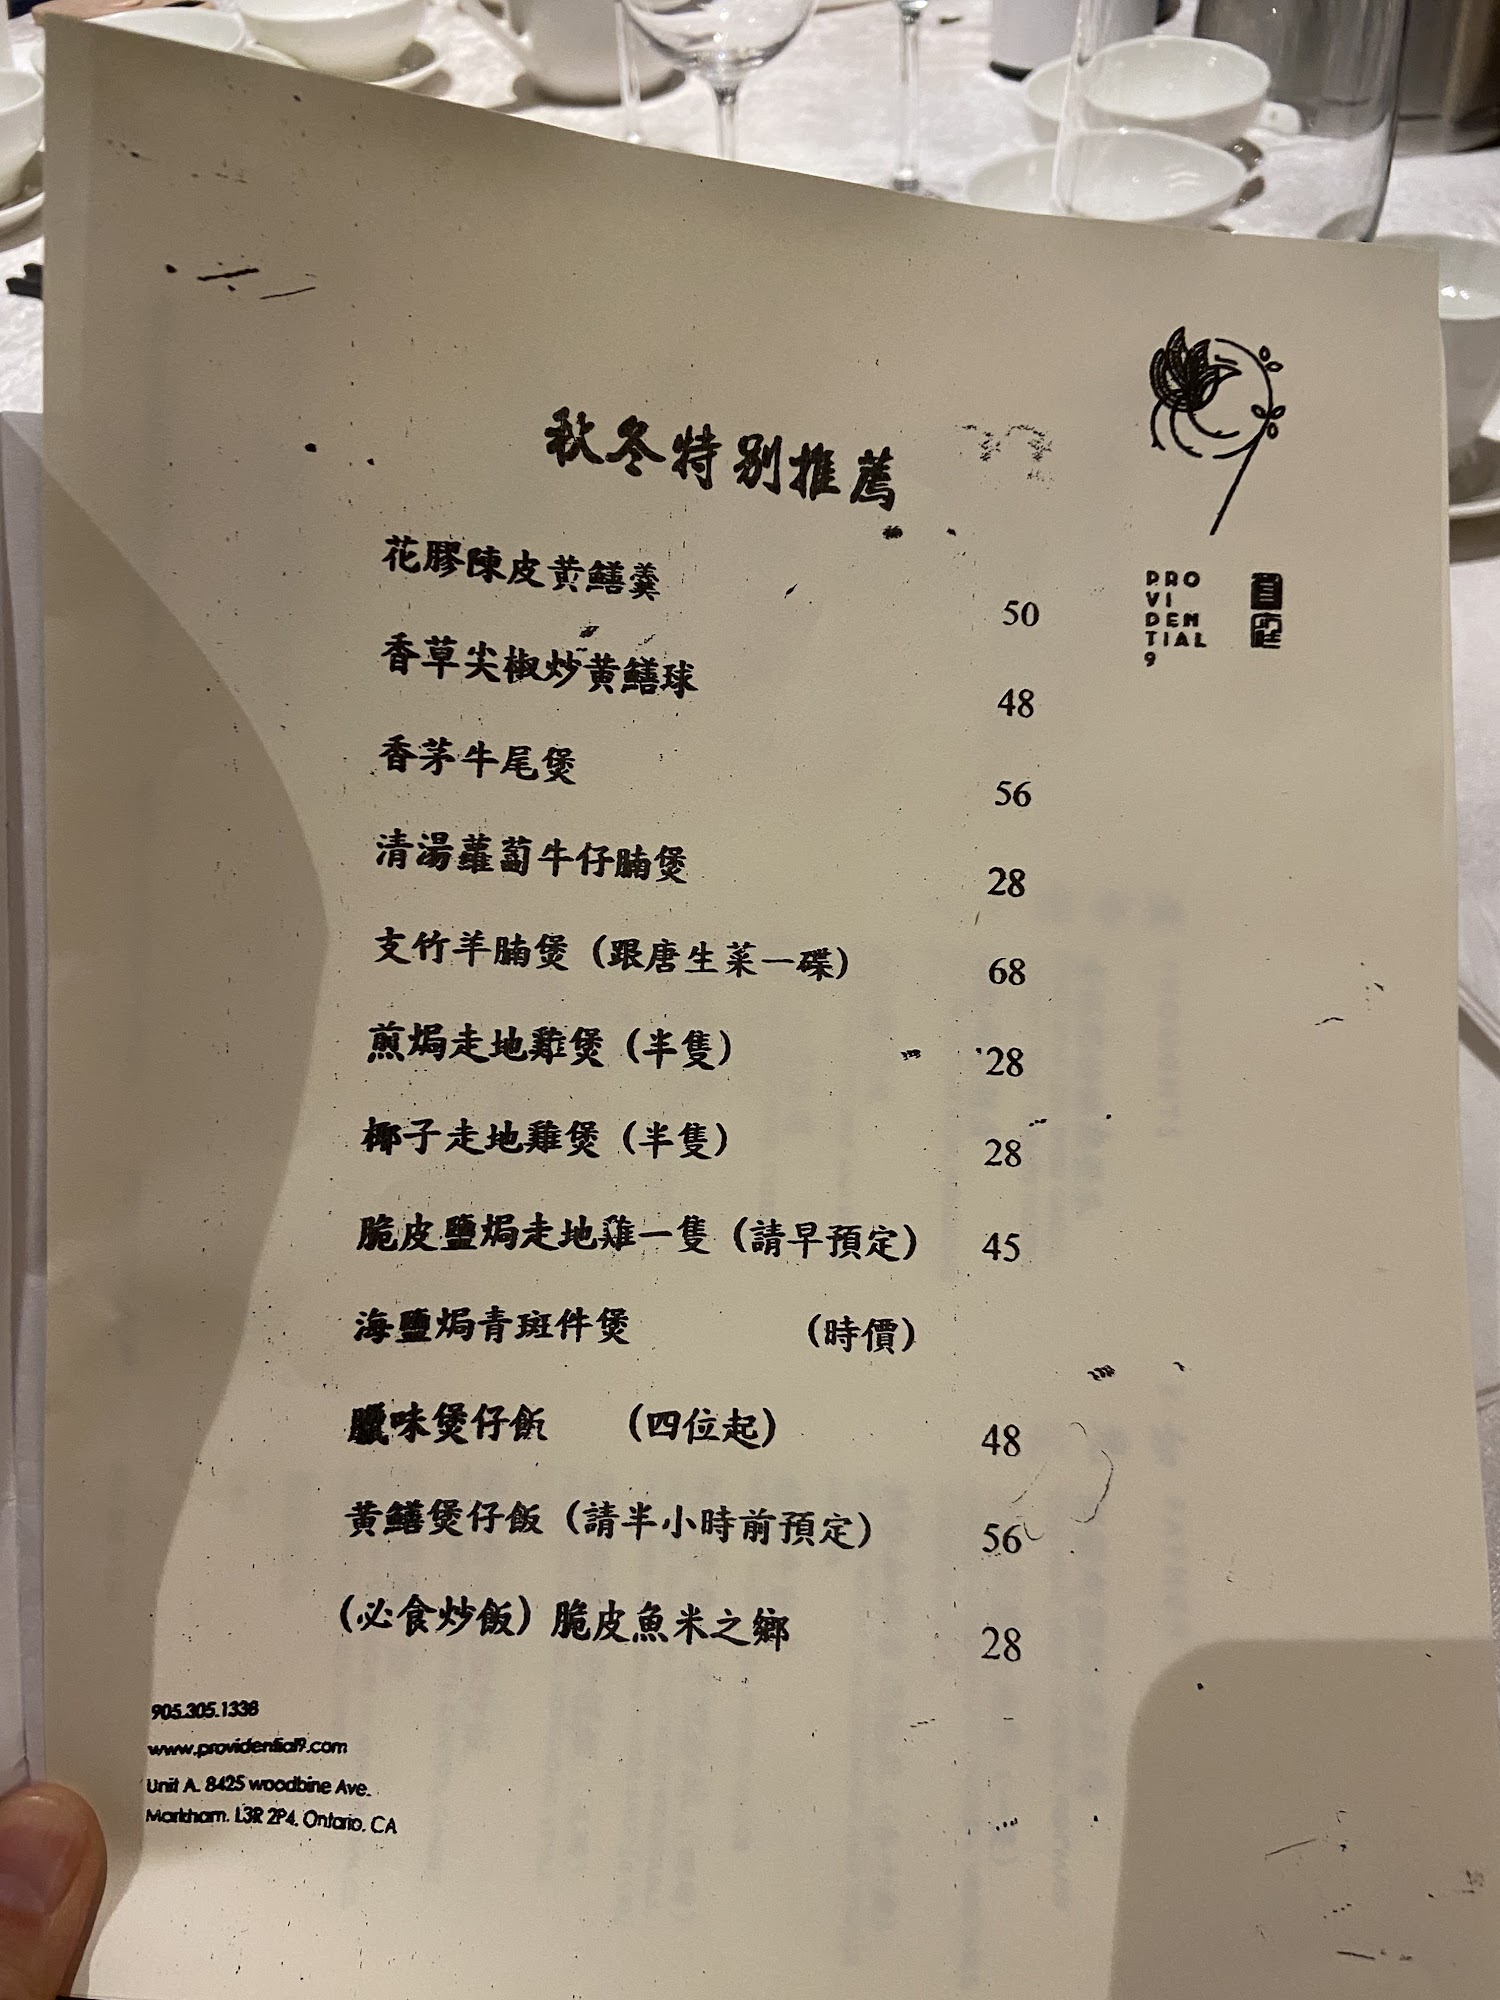 秋冬特別推薦
花膠陳皮黄鱔羹 50
香草尖椒炒黄鱔球 48
香茅牛尾煲 56
清湯蘿蔔牛仔腩煲 28
支竹羊腩煲（跟唐生菜一碟） 68
煎焗走地雞煲（半隻） 28
椰子走地雞煲（半隻） 28
脆皮鹽焗走地雞一隻（請早預定） 45
海鹽焗青斑件煲 （時價）
臘味煲仔飯 （四位起） 48
黄鱔煲仔飯（請半小時前預定） 56
（必食炒飯）脆皮魚米之鄉 28
PRO
VI
DEN
TIAL
9
905.305.1338
www.providential9.com
Unit A. 8425 woodbine Ave.
Markham. L3R 2P4. Ontario. CA